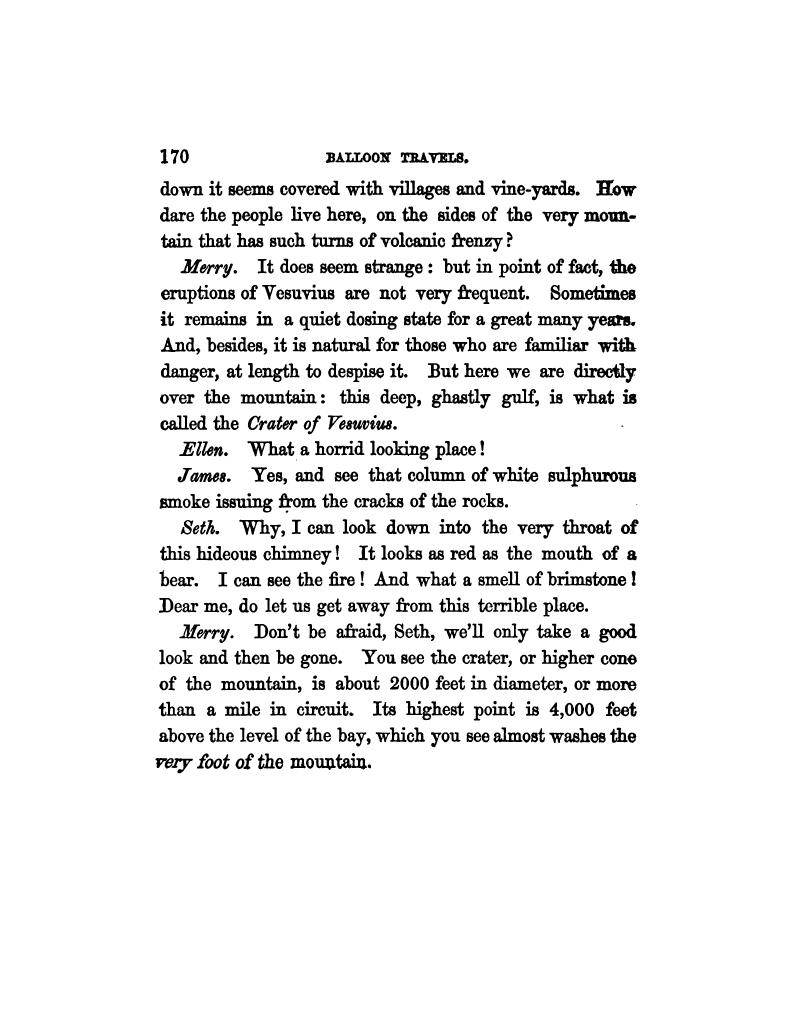 170 BALLOON TRAVELS.
down it seems covered with villages and vine-yards. How
dare the people live here, on the sides of the very moun-
tain that has such turns of volcanic frenzy?
Merry. It does seem strange: but in point of fact, the
eruptions of Vesuvius are not very frequent. Sometimes
it remains in a quiet dosing state for a great many years.
And, besides, it is natural for those who are familiar with
danger, at length to despise it. But here we are directly
over the mountain: this deep, ghastly gulf, is what is
called the Crater of Vesuvius.
Ellen. What a horrid looking place!
James. Yes, and see that column of white sulphurous
smoke issuing from the cracks of the rocks.
Seth. Why, I can look down into the very throat of
this hideous chimney! It looks as red as the mouth of a
bear. I can see the fire! And what a smell of brimstone!
Dear me, do let us get away from this terrible place.
Merry. Don't be afraid, Seth, we'll only take a good
look and then be gone. You see the crater, or higher cone
of the mountain, is about 2000 feet in diameter, or more
than a mile in circuit. Its highest point is 4,000 feet
above the level of the bay, which you see almost washes the
very foot of the mountain.